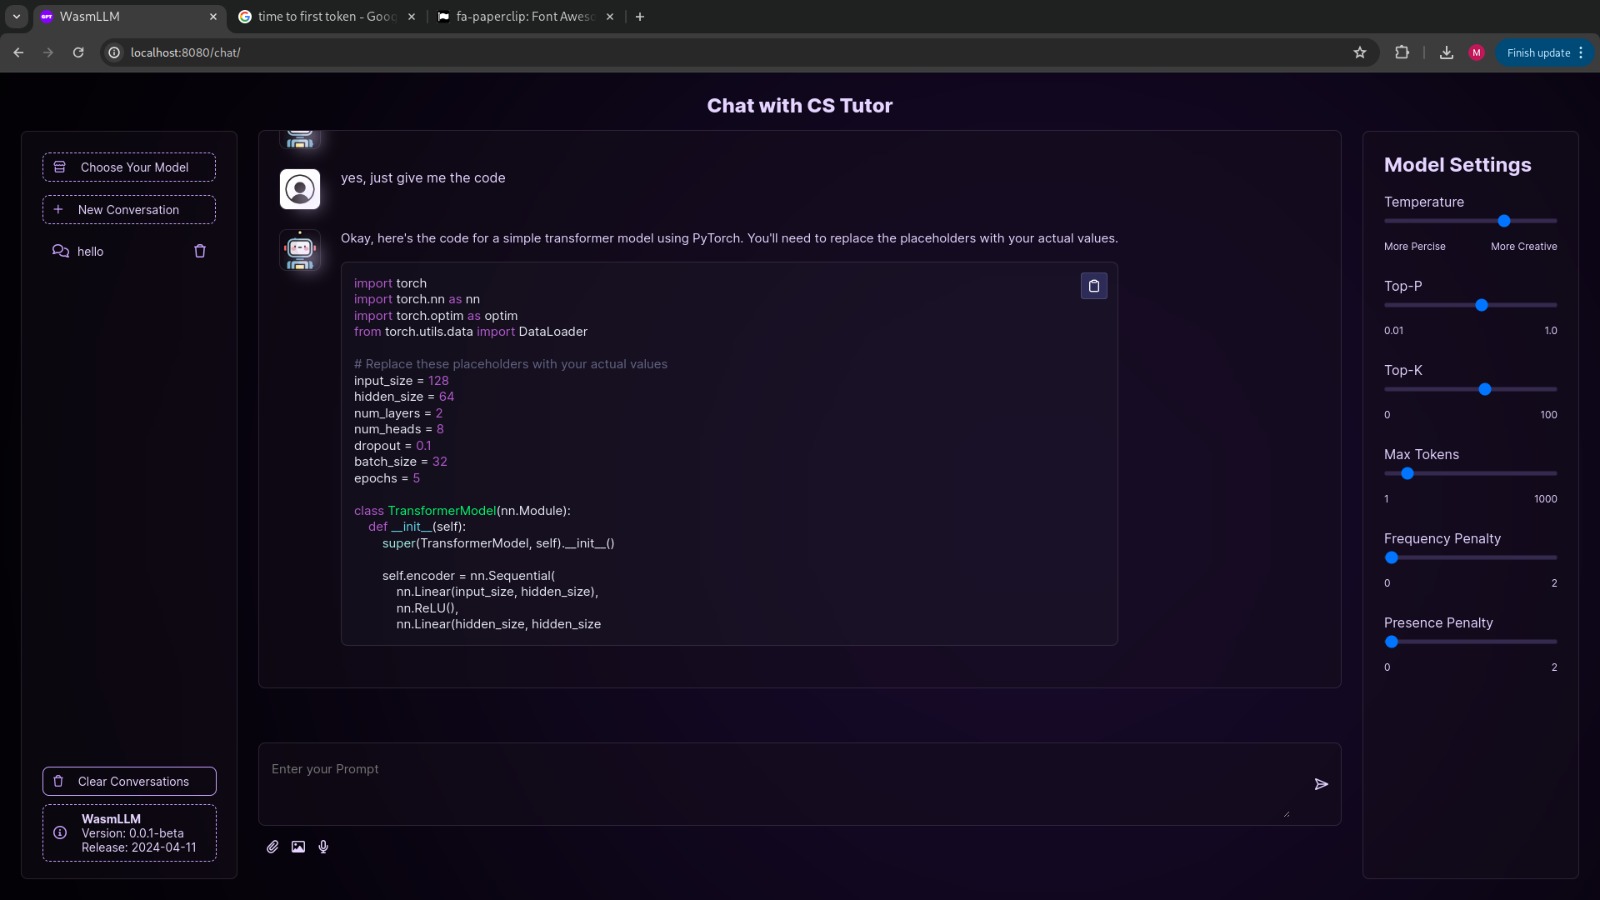 WasmLLM
time to first token - Goo
fa-paperclip: Font Awes
localhost:8080/chat/
M
Finish update
Chat with CS Tutor
Choose Your Model
New Conversation
hello
yes, just give me the code
Okay, here's the code for a simple transformer model using PyTorch. You'll need to replace the placeholders with your actual values.
import torch
import torch.nn as nn
import torch.optim as optim
from torch.utils.data import DataLoader
# Replace these placeholders with your actual values
input_size = 128
hidden_size = 64
num_layers = 2
num_heads = 8
dropout = 0.1
batch_size = 32
epochs = 5
class TransformerModel(nn.Module):
def __init__(self):
super(TransformerModel, self).__init__()
self.encoder = nn.Sequential(
nn.Linear(input_size, hidden_size),
nn.ReLU(),
nn.Linear(hidden_size, hidden_size
Enter your Prompt
Clear Conversations
WasmLLM
Version: 0.0.1-beta
Release: 2024-04-11
Model Settings
Temperature
More Percise More Creative
Top-P
0.01 1.0
Top-K
0 100
Max Tokens
1 1000
Frequency Penalty
0 2
Presence Penalty
0 2